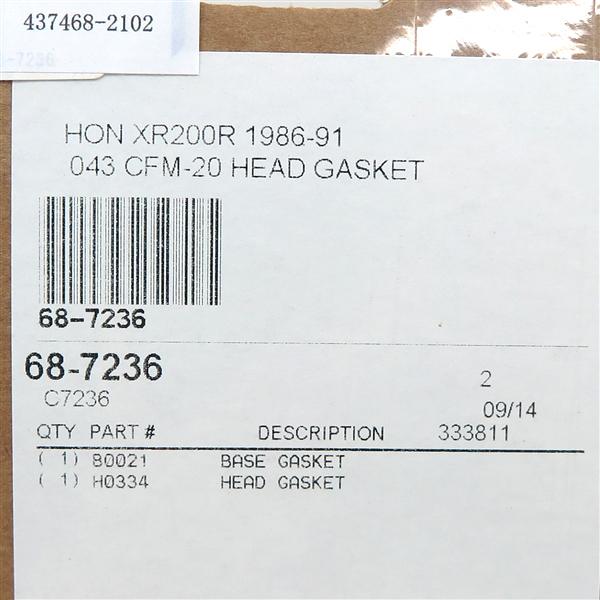 437468-2102
-7236
HON XR200R 1986-91
043 CFM-20 HEAD GASKET
68-7236
68-7236
C7236
2
09/14
QTY PART # DESCRIPTION 333811
( 1) B0021 BASE GASKET
( 1) H0334 HEAD GASKET